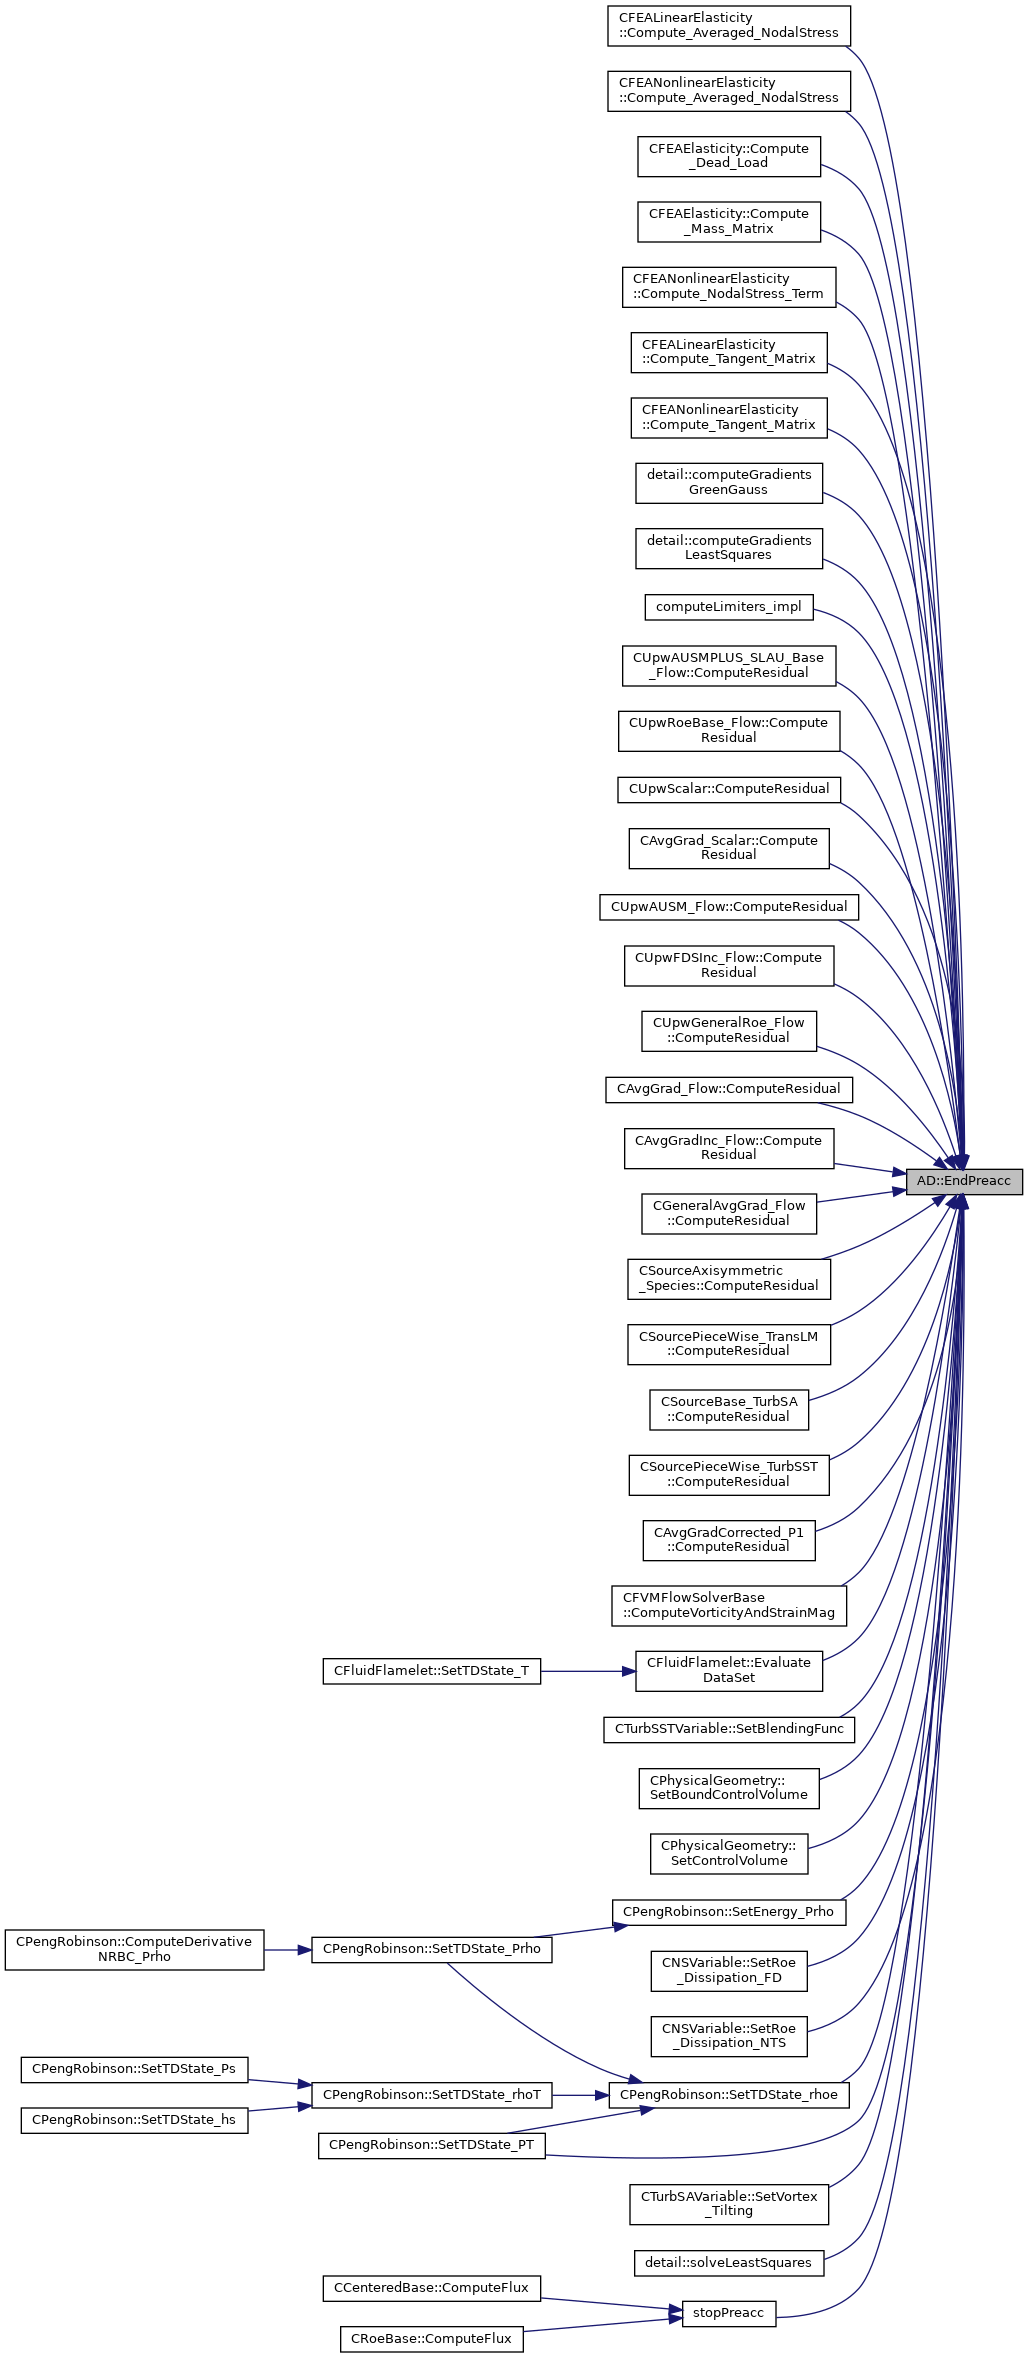 CFEALinearElasticity
::Compute_Averaged_NodalStress
CFEANonlinearElasticity
::Compute_Averaged_NodalStress
CFEAElasticity::Compute
_Dead_Load
CFEAElasticity::Compute
_Mass_Matrix
CFEANonlinearElasticity
::Compute_NodalStress_Term
CFEALinearElasticity
::Compute_Tangent_Matrix
CFEANonlinearElasticity
::Compute_Tangent_Matrix
detail::computeGradients
GreenGauss
detail::computeGradients
LeastSquares
computeLimiters_impl
CUpwAUSMPLUS_SLAU_Base
_Flow::ComputeResidual
CUpwRoeBase_Flow::Compute
Residual
CUpwScalar::ComputeResidual
CAvgGrad_Scalar::Compute
Residual
CUpwAUSM_Flow::ComputeResidual
CUpwFDSInc_Flow::Compute
Residual
CUpwGeneralRoe_Flow
::ComputeResidual
CAvgGrad_Flow::ComputeResidual
CAvgGradInc_Flow::Compute
Residual
AD::EndPreacc
CGeneralAvgGrad_Flow
::ComputeResidual
CSourceAxisymmetric
_Species::ComputeResidual
CSourcePieceWise_TransLM
::ComputeResidual
CSourceBase_TurbSA
::ComputeResidual
CSourcePieceWise_TurbSST
::ComputeResidual
CAvgGradCorrected_P1
::ComputeResidual
CFVMFlowSolverBase
::ComputeVorticityAndStrainMag
CFluidFlamelet::SetTDState_T
CFluidFlamelet::Evaluate
DataSet
CTurbSSTVariable::SetBlendingFunc
CPhysicalGeometry::
SetBoundControlVolume
CPhysicalGeometry::
SetControlVolume
CPengRobinson::SetEnergy_Prho
CPengRobinson::ComputeDerivative
NRBC_Prho
CPengRobinson::SetTDState_Prho
CNSVariable::SetRoe
_Dissipation_FD
CNSVariable::SetRoe
_Dissipation_NTS
CPengRobinson::SetTDState_Ps
CPengRobinson::SetTDState_rhoT
CPengRobinson::SetTDState_rhoe
CPengRobinson::SetTDState_hs
CPengRobinson::SetTDState_PT
CTurbSAVariable::SetVortex
_Tilting
detail::solveLeastSquares
CCenteredBase::ComputeFlux
stopPreacc
CRoeBase::ComputeFlux